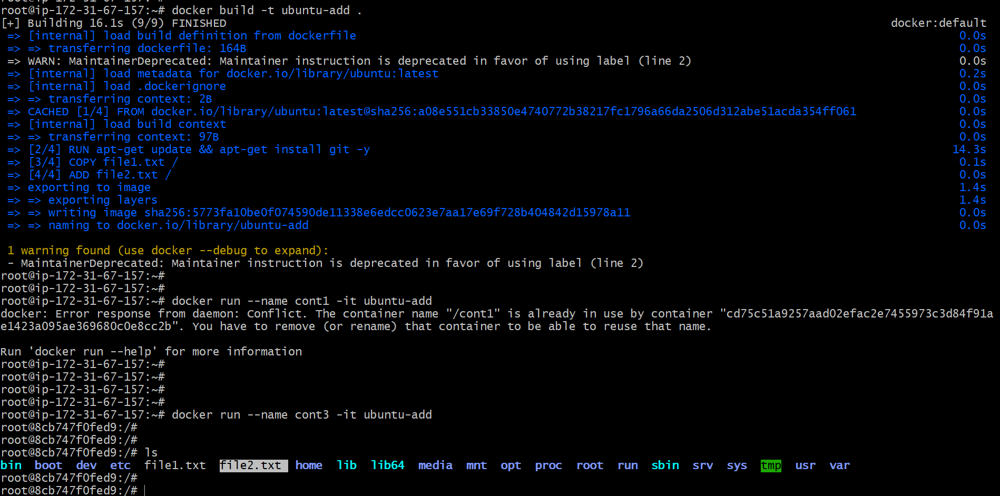 root@ip-172-31-67-157:~# docker build -t ubuntu-add .
[+] Building 16.1s (9/9) FINISHED docker:default
=> [internal] load build definition from dockerfile 0.0s
=> => transferring dockerfile: 164B 0.0s
=> WARN: MaintainerDeprecated: Maintainer instruction is deprecated in favor of using label (line 2) 0.0s
=> [internal] load metadata for docker.io/library/ubuntu:latest 0.2s
=> [internal] load .dockerignore 0.0s
=> => transferring context: 2B 0.0s
=> CACHED [1/4] FROM docker.io/library/ubuntu:latest@sha256:a08e551cb33850e4740772b38217fc1796a66da2506d312abe51acda354ff061 0.0s
=> [internal] load build context 0.0s
=> => transferring context: 97B 0.0s
=> [2/4] RUN apt-get update && apt-get install git -y 14.3s
=> [3/4] COPY file1.txt / 0.1s
=> [4/4] ADD file2.txt / 0.0s
=> exporting to image 1.4s
=> => exporting layers 1.4s
=> => writing image sha256:5773fa10be0f074590de11338e6edcc0623e7aa17e69f728b404842d15978a11 0.0s
=> => naming to docker.io/library/ubuntu-add 0.0s
1 warning found (use docker --debug to expand):
- MaintainerDeprecated: Maintainer instruction is deprecated in favor of using label (line 2)
root@ip-172-31-67-157:~#
root@ip-172-31-67-157:~#
root@ip-172-31-67-157:~# docker run --name cont1 -it ubuntu-add
docker: Error response from daemon: Conflict. The container name "/cont1" is already in use by container "cd75c51a9257aad02efac2e7455973c3d84f91a
e1423a095ae369680c0e8cc2b". You have to remove (or rename) that container to be able to reuse that name.
Run 'docker run --help' for more information
root@ip-172-31-67-157:~#
root@ip-172-31-67-157:~#
root@ip-172-31-67-157:~#
root@ip-172-31-67-157:~#
root@ip-172-31-67-157:~# docker run --name cont3 -it ubuntu-add
root@8cb747f0fed9:/#
root@8cb747f0fed9:/#
root@8cb747f0fed9:/# ls
bin boot dev etc file1.txt file2.txt home lib lib64 media mnt opt proc root run sbin srv sys tmp usr var
root@8cb747f0fed9:/#
root@8cb747f0fed9:/#